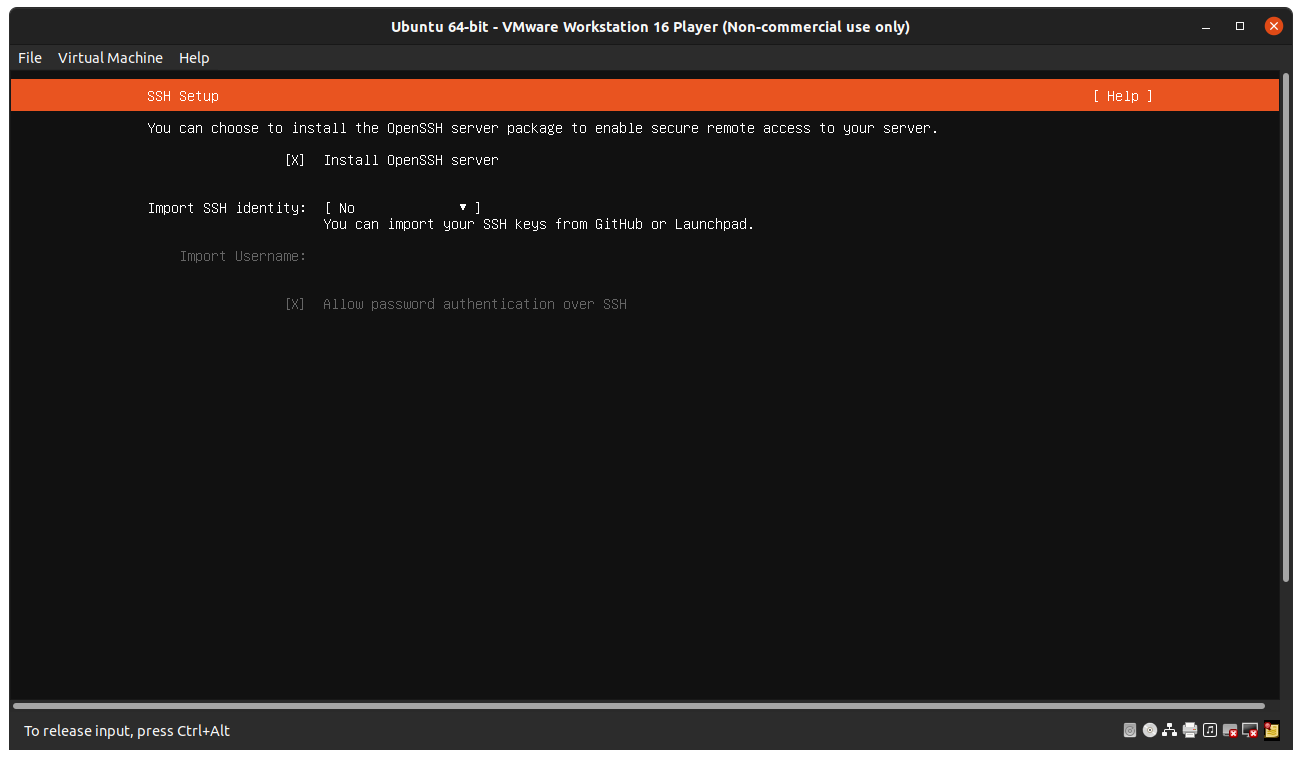 Ubuntu 64-bit - VMware Workstation 16 Player (Non-commercial use only)
File Virtual Machine Help
SSH Setup [ Help ]
You can choose to install the OpenSSH server package to enable secure remote access to your server.
[X] Install OpenSSH server
Import SSH identity: [ No ▼ ]
You can import your SSH keys from GitHub or Launchpad.
Import Username:
[X] Allow password authentication over SSH
To release input, press Ctrl+Alt